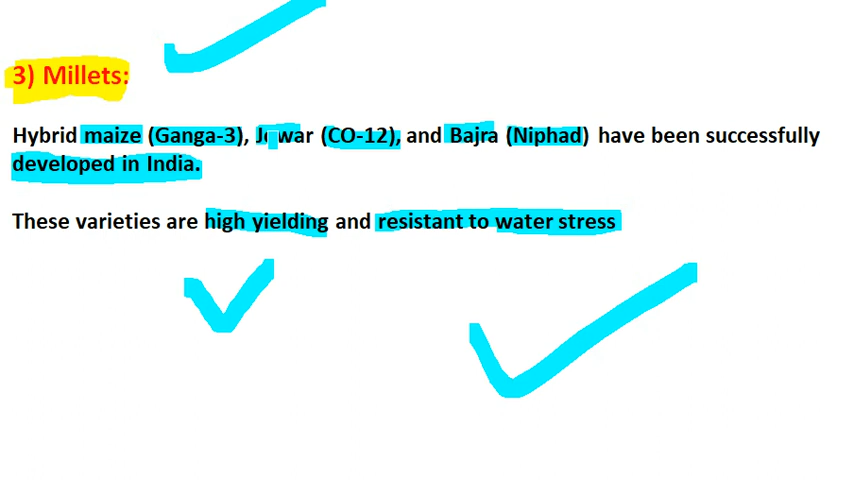 3) Millets:
Hybrid maize (Ganga-3), Jowar (CO-12), and Bajra (Niphad) have been successfully
developed in India.
These varieties are high yielding and resistant to water stress